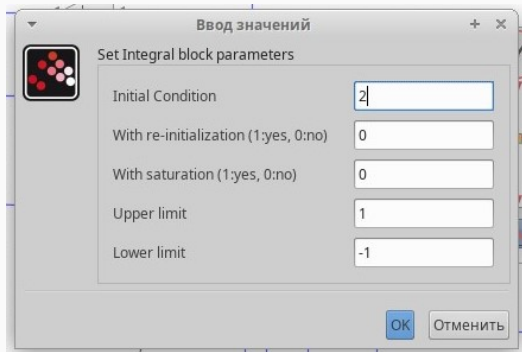 Ввод значений
Set Integral block parameters
Initial Condition 2
With re-initialization (1:yes, 0:no) 0
With saturation (1:yes, 0:no) 0
Upper limit 1
Lower limit -1
OK Отменить